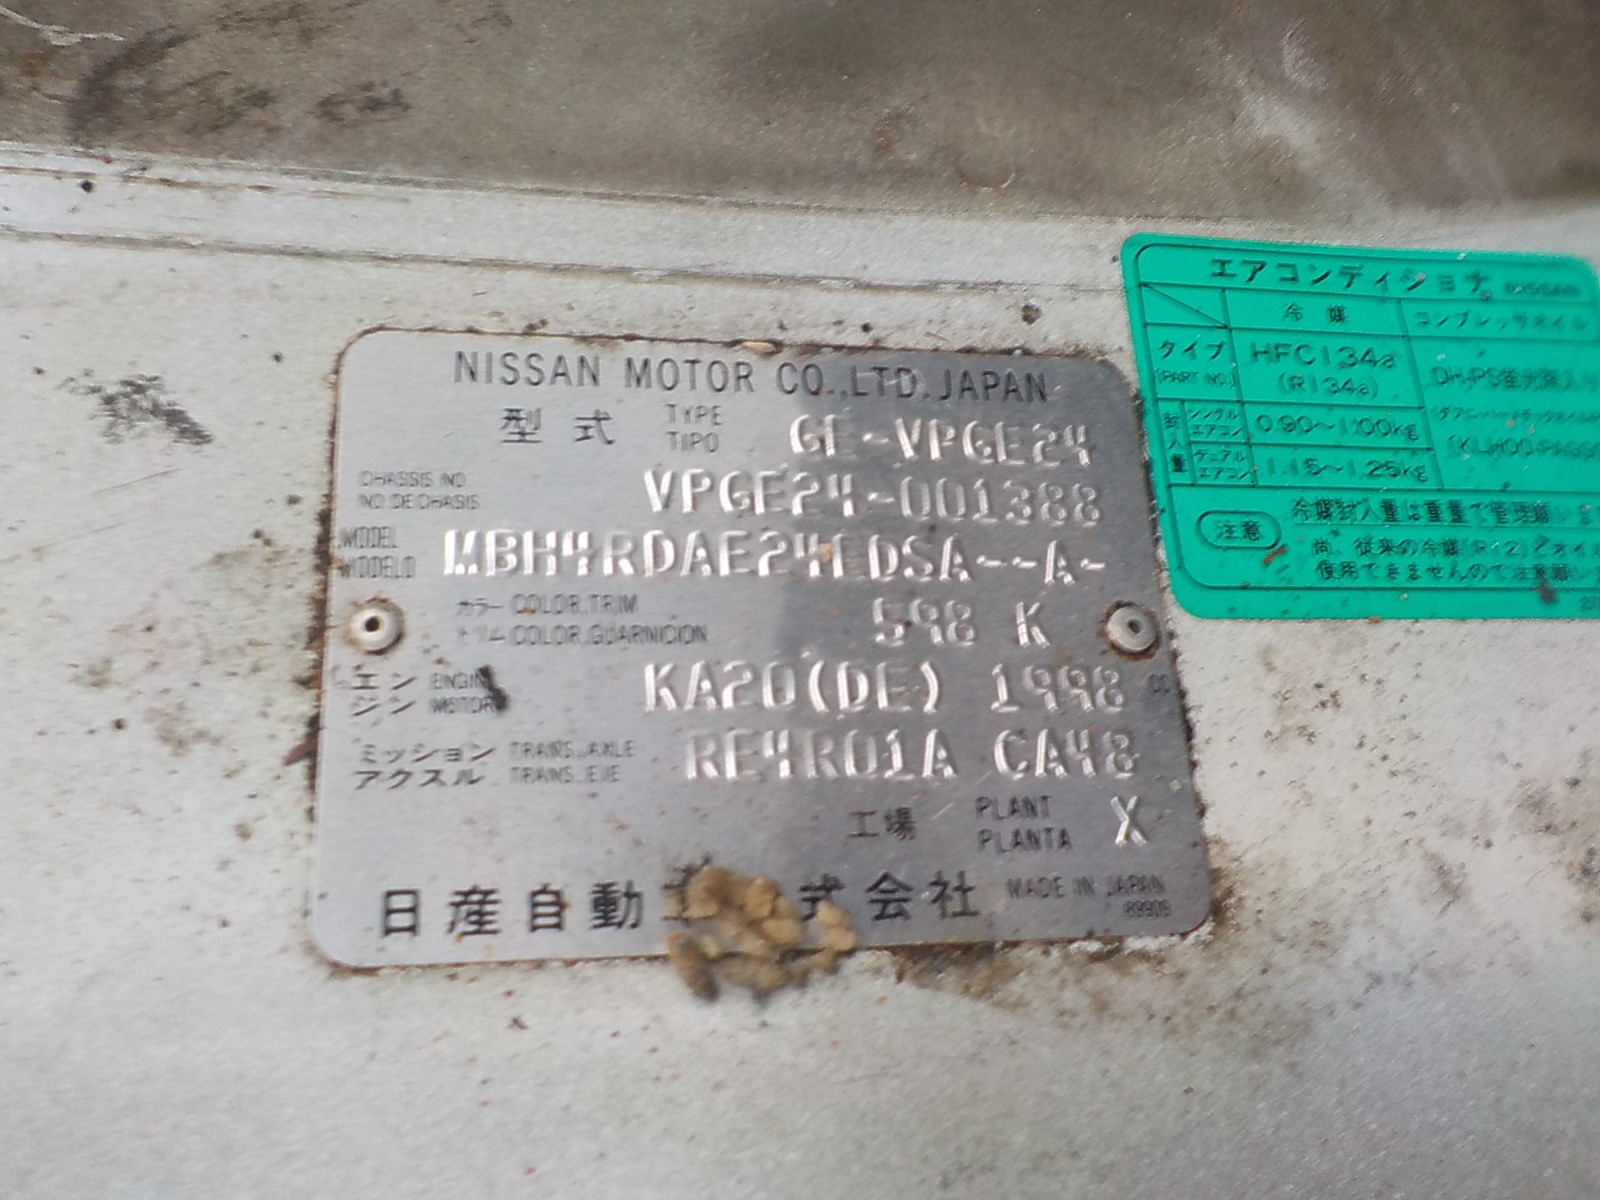 NISSAN MOTOR CO.,LTD.JAPAN
型式 TYPE TIPO GE-VPGE24
CHASSIS NO
NO DE CHASIS
VPGE24-001388
MODEL
MODELO
MBH4RDAE24EDSA--A-
カラー COLOR.TRIM
トリム COLOR.GUARNICION
598 K
エン ENGIN
ジン MOTOR
KA20(DE) 1998 CC
ミッション TRANS.AXLE
アクスル TRANS.EJE
RE4R01A CA48
工場 PLANT PLANTA X
日産自動 式会社 MADE IN JAPAN
89909
エアコンディショナ NISSAN
冷媒 コンプレッサオイル
タイプ HFC134a
(PART NO.) (R134a)
封入量 シングルエアコン 0.90~1.00kg
デュアルエアコン 1.15~1.25kg
注意 冷媒封入量は重量で管理願いま
尚、従来の冷媒(R12)とオイル
使用できませんので注意願い